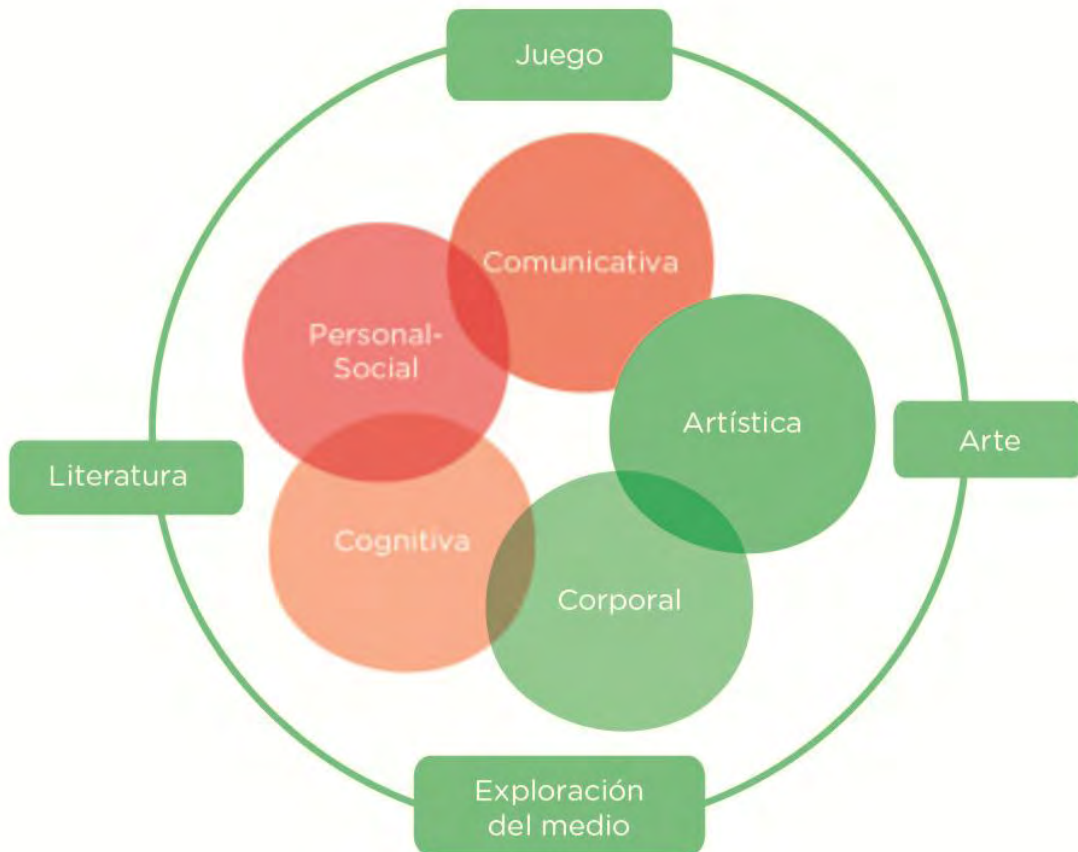 Juego
Comunicativa
Personal-
Social
Artística
Arte
Literatura
Cognitiva
Corporal
Exploración
del medio